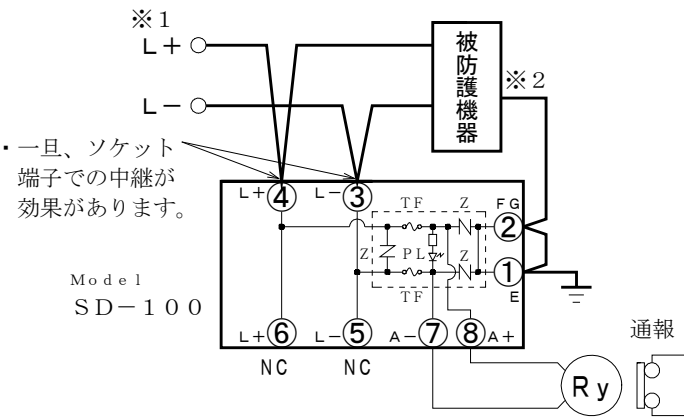 ※１
L＋
L－
被防護機器
※２
・一旦、ソケット
端子での中継が
効果があります。
L＋ ④ L－ ③
TF Z FG
②
Z PL Z
①
TF E
Model
SD－100
L＋ ⑥ L－ ⑤ A－ ⑦ ⑧ A＋
NC NC
通報
Ry